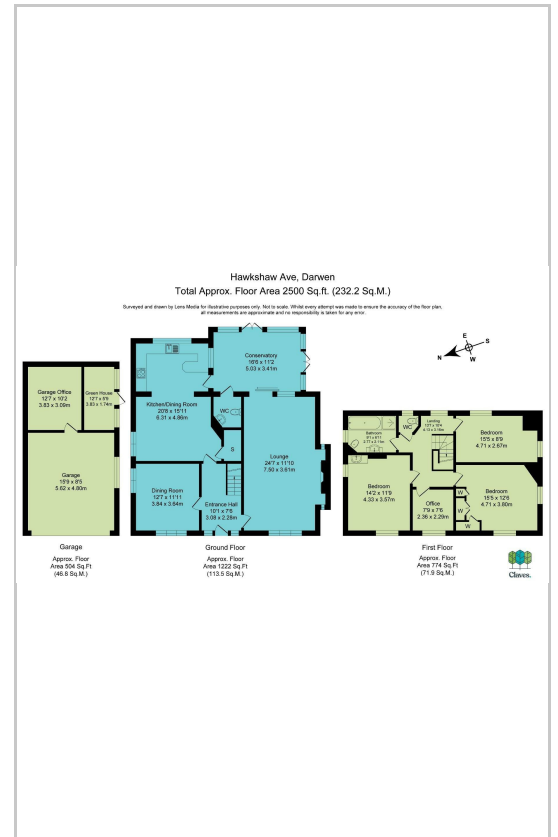 Hawkshaw Ave, Darwen
Total Approx. Floor Area 2500 Sq.ft. (232.2 Sq.M.)
Surveyed and drawn by Lens Media for illustrative purposes only. Not to scale. Whilst every attempt was made to ensure the accuracy of the floor plan,
all measurements are approximate and no responsibility is taken for any error.
E
S
N
W
Garage Office
12'7 x 10'2
3.83 x 3.09m
Green House
12'7 x 5'8
3.83 x 1.74m
Garage
15'9 x 8'5
5.62 x 4.80m
Garage
Approx. Floor
Area 504 Sq.Ft
(46.8 Sq.M.)
Conservatory
16'6 x 11'2
5.03 x 3.41m
Kitchen/Dining Room
20'8 x 15'11
6.31 x 4.86m
WC
S
Lounge
24'7 x 11'10
7.50 x 3.61m
Dining Room
12'7 x 11'11
3.84 x 3.64m
Entrance Hall
10'1 x 7'6
3.08 x 2.28m
Ground Floor
Approx. Floor
Area 1222 Sq.Ft
(113.5 Sq.M.)
Bathroom
WC
Landing
13'7 x 10'4
Bedroom
15'5 x 8'9
4.71 x 2.67m
Bedroom
14'2 x 11'9
4.33 x 3.57m
Office
7'9 x 7'6
2.36 x 2.29m
W
W
W
Bedroom
15'5 x 12'6
4.71 x 3.80m
First Floor
Approx. Floor
Area 774 Sq.Ft
(71.9 Sq.M.)
Claves.